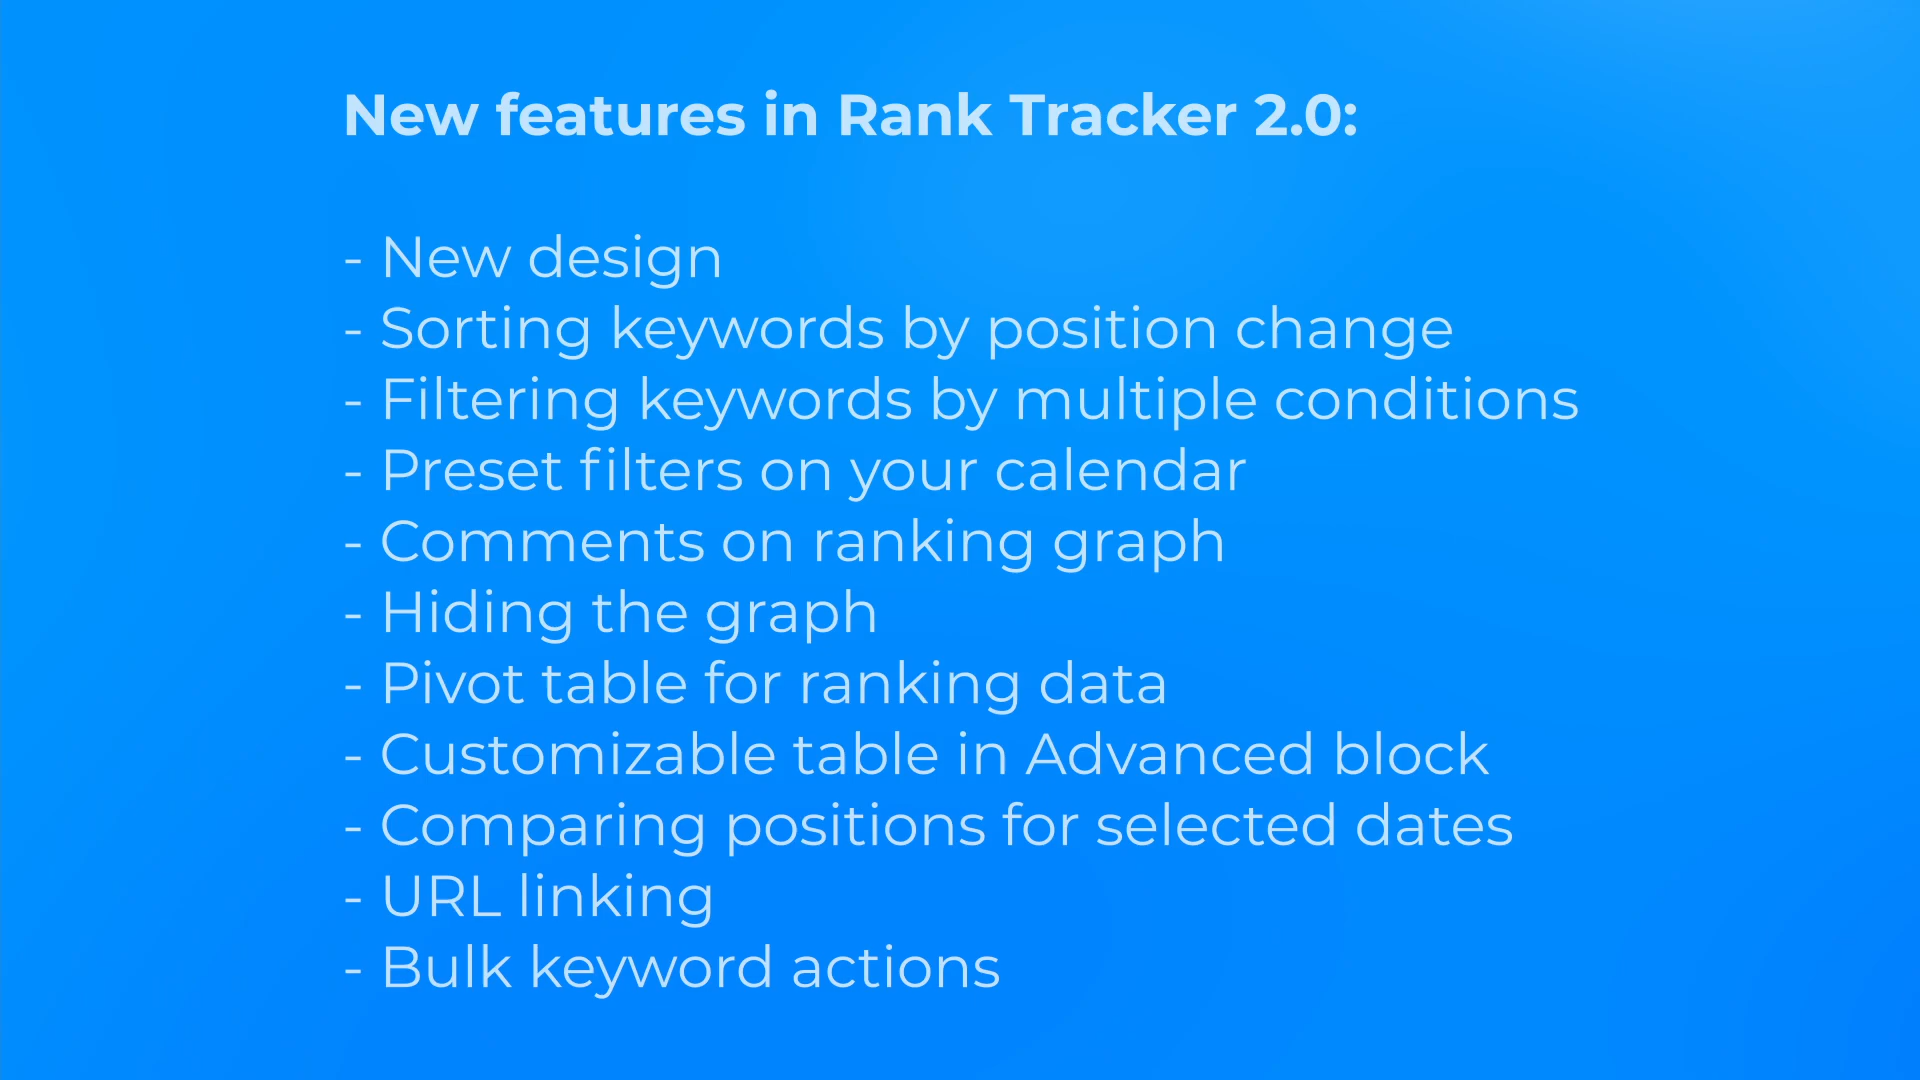 New features in Rank Tracker 2.0:
- New design
- Sorting keywords by position change
- Filtering keywords by multiple conditions
- Preset filters on your calendar
- Comments on ranking graph
- Hiding the graph
- Pivot table for ranking data
- Customizable table in Advanced block
- Comparing positions for selected dates
- URL linking
- Bulk keyword actions